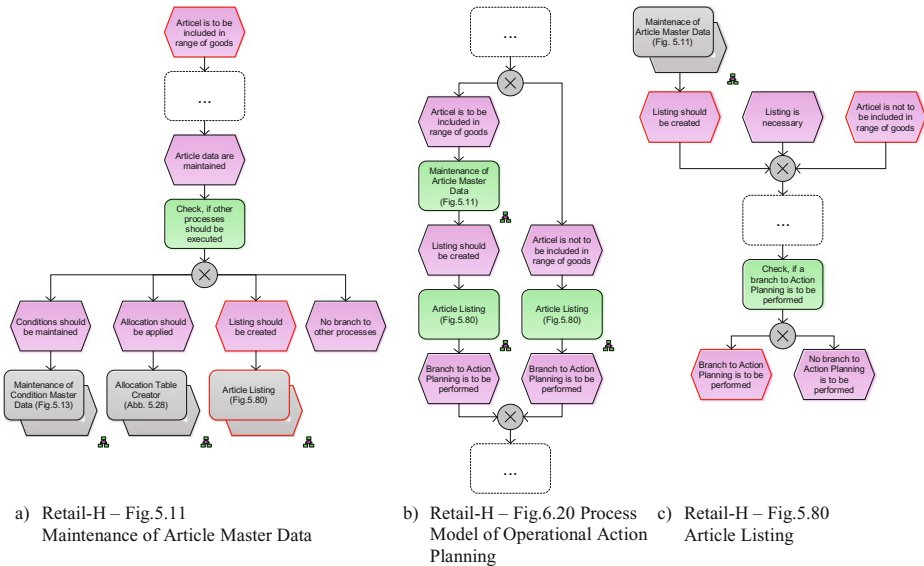 Articel is to be
included in
range of goods
...
Article data are
maintained
Check, if other
processes
should be
executed
Conditions should
be maintained
Allocation should
be applied
Listing should
be created
No branch to
other processes
Maintenance of
Condition Master
Data (Fig.5.13)
Allocation Table
Creator
(Abb. 5.28)
Article Listing
(Fig.5.80)
a) Retail-H – Fig.5.11
Maintenance of Article Master Data
...
Articel is to be
included in
range of goods
Maintenance of
Article Master
Data
(Fig.5.11)
Listing should
be created
Articel is not to
be included in
range of goods
Article Listing
(Fig.5.80)
Article Listing
(Fig.5.80)
Branch to Action
Planning is to be
performed
Branch to Action
Planning is to be
performed
...
b) Retail-H – Fig.6.20 Process
Model of Operational Action
Planning
Maintenace of
Article Master Data
(Fig. 5.11)
Listing should
be created
Listing is
necessary
Articel is not to
be included in
range of goods
...
Check, if a
branch to Action
Planning is to be
performed
Branch to Action
Planning is to be
performed
No branch to
Action Planning
is to be
performed
c) Retail-H – Fig.5.80
Article Listing